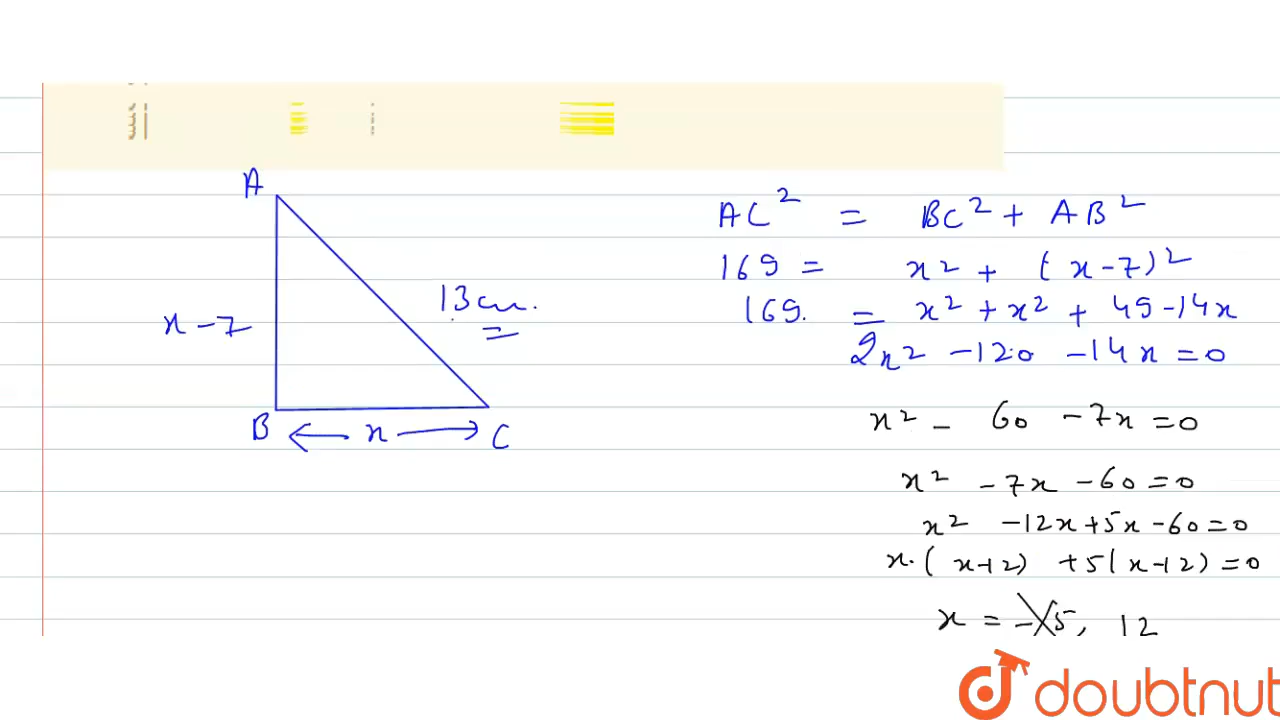 A
AC² = BC² + AB²
169 = x² + (x-7)²
13cm.
169. = x² + x² + 49-14x
x-7
2x² -120 -14x = 0
B
x
C
x² - 60 -7x = 0
x² -7x -60 = 0
x² -12x+5x-60=0
x. (x-12) +5(x-12) = 0
x = -5, 12
doubtnut